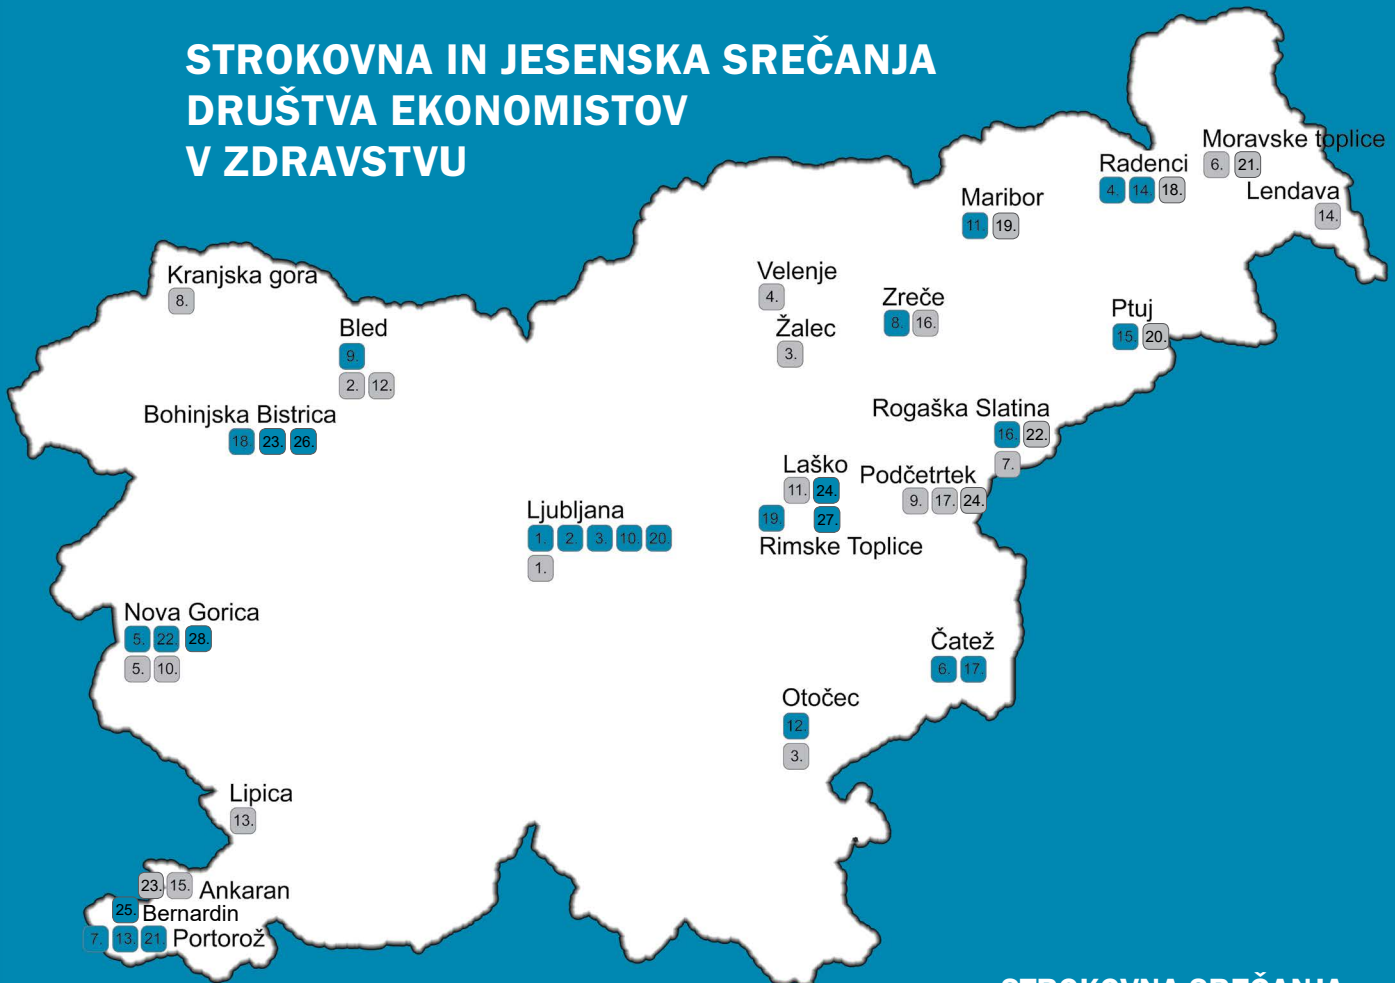 STROKOVNA IN JESENSKA SREČANJA
DRUŠTVA EKONOMISTOV
V ZDRAVSTVU
Moravske toplice
6. 21.
Radenci
4. 14. 18.
Lendava
14.
Maribor
11. 19.
Velenje
4.
Kranjska gora
8.
Zreče
8. 16.
Ptuj
15. 20.
Bled
9.
2. 12.
Žalec
3.
Bohinjska Bistrica
18. 23. 26.
Rogaška Slatina
16. 22.
7.
Laško
11. 24.
Podčetrtek
9. 17. 24.
19. 27.
Rimske Toplice
Ljubljana
1. 2. 3. 10. 20.
1.
Nova Gorica
5. 22. 28.
5. 10.
Čatež
6. 17.
Otočec
12.
3.
Lipica
13.
23. 15. Ankaran
25. Bernardin
7. 13. 21. Portorož
STROKOVNA SREČANJA